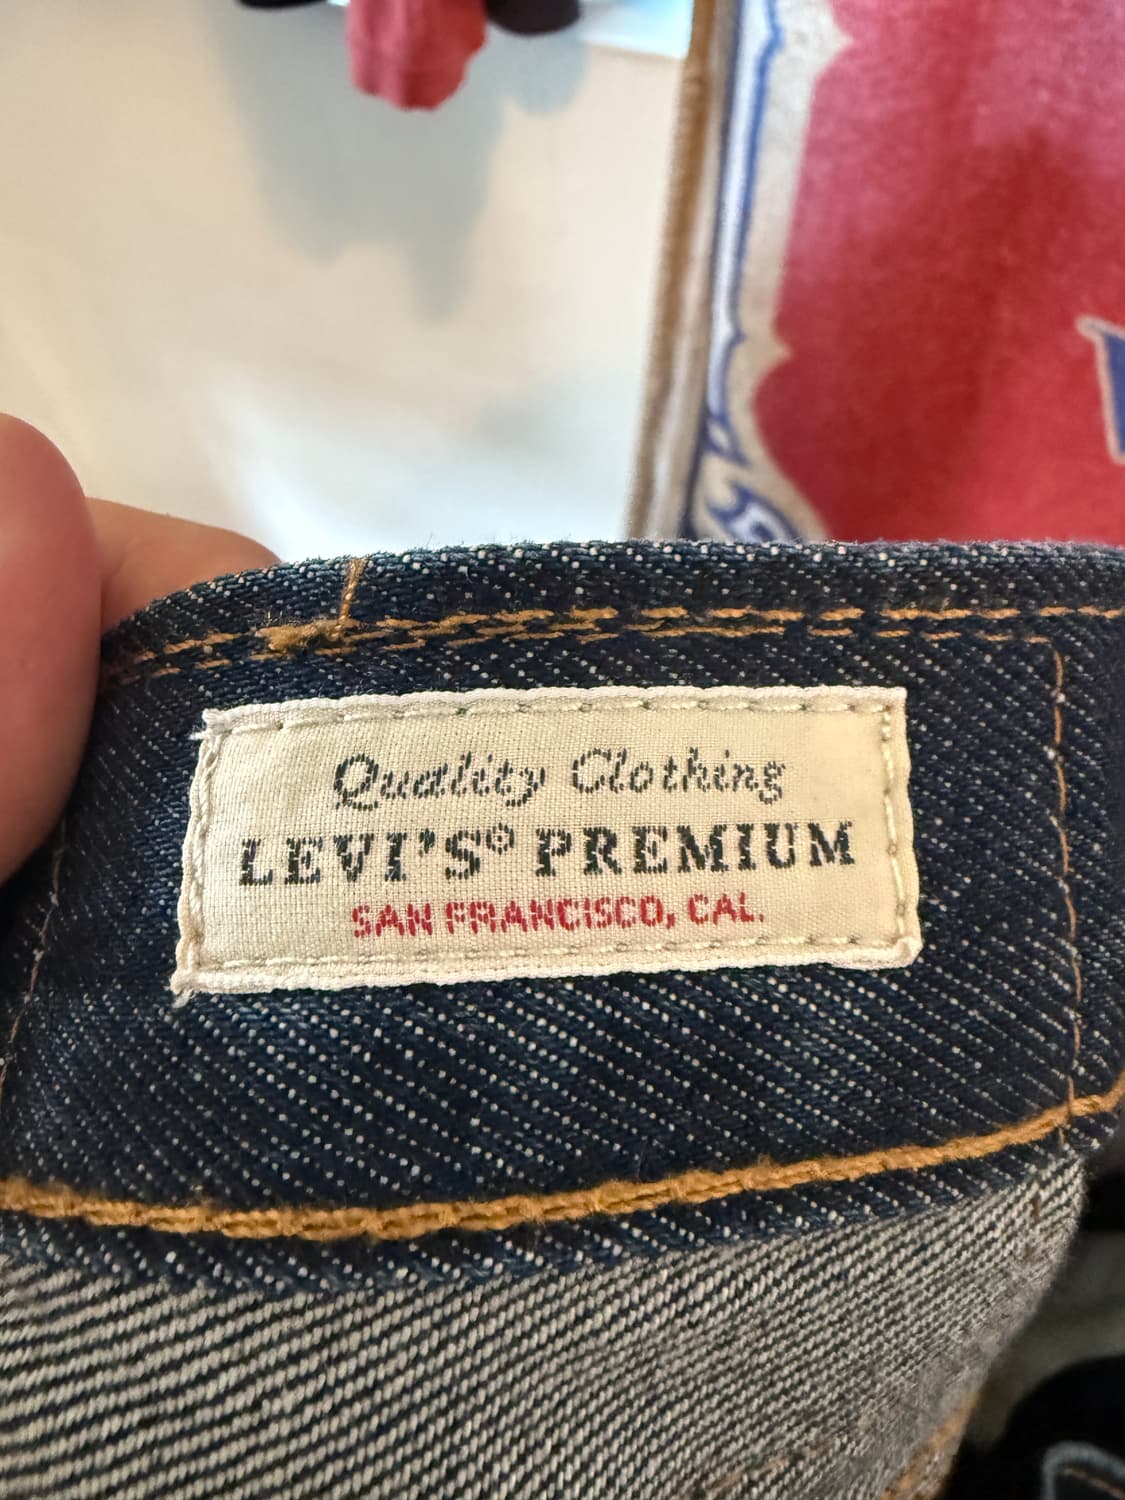 Quality Clothing
LEVI'S® PREMIUM
SAN FRANCISCO, CAL.